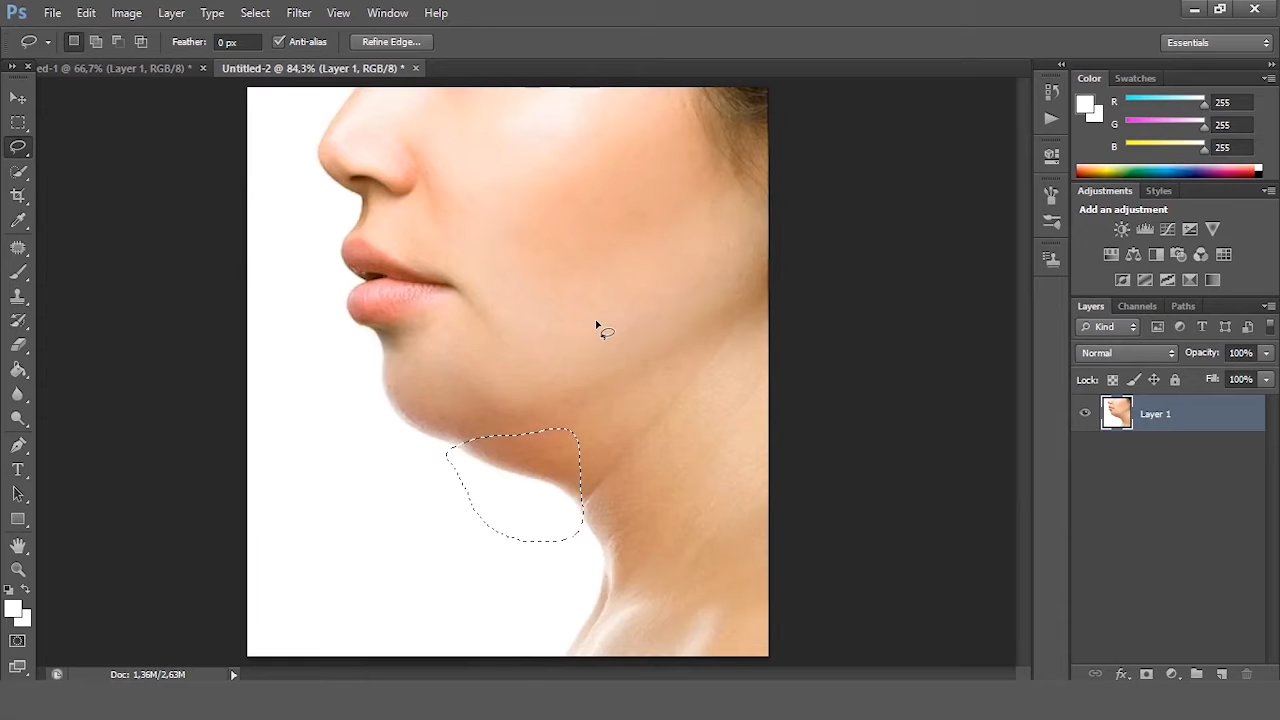 Ps File Edit Image Layer Type Select Filter View Window Help
Feather: 0 px Anti-alias Refine Edge... Essentials
ed-1 @ 66,7% (Layer 1, RGB/8) * × Untitled-2 @ 84,3% (Layer 1, RGB/8) * ×
Color Swatches
R 255
G 255
B 255
Adjustments Styles
Add an adjustment
Layers Channels Paths
Kind
Normal Opacity: 100%
Lock: Fill: 100%
Layer 1
Doc: 1,36M/2,63M